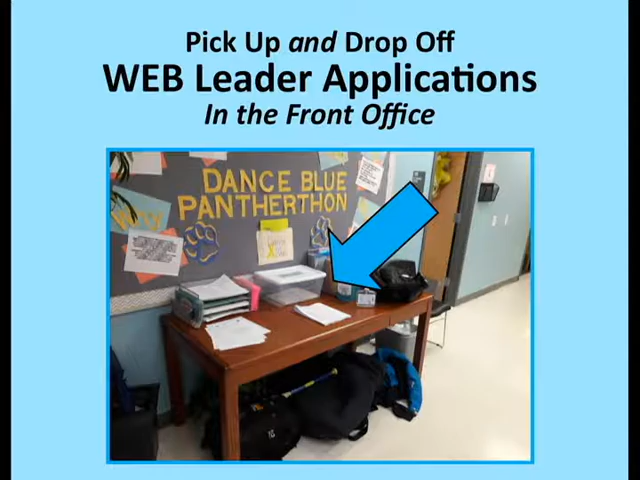 Pick Up and Drop Off
WEB Leader Applications
In the Front Office
DANCE BLUE
PANTHERTHON